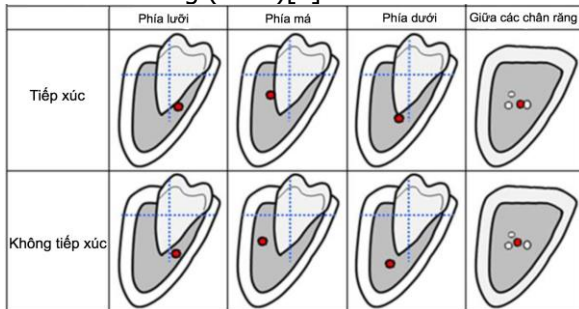 Phía lưỡi Phía má Phía dưới Giữa các chân răng
Tiếp xúc
Không tiếp xúc